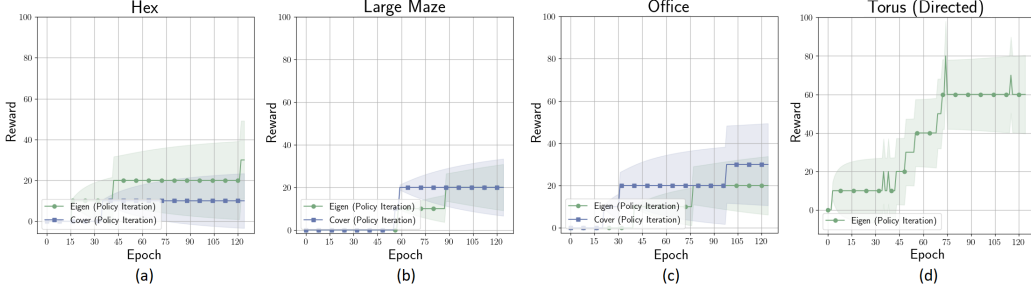 Hex
100
80
60
40
20
0
Reward
0 15 30 45 60 75 90 105 120
Epoch
Eigen (Policy Iteration)
Cover (Policy Iteration)
(a)
Large Maze
100
80
60
40
20
0
Reward
0 15 30 45 60 75 90 105 120
Epoch
Eigen (Policy Iteration)
Cover (Policy Iteration)
(b)
Office
100
80
60
40
20
0
Reward
0 15 30 45 60 75 90 105 120
Epoch
Eigen (Policy Iteration)
Cover (Policy Iteration)
(c)
Torus (Directed)
100
80
60
40
20
0
Reward
0 15 30 45 60 75 90 105 120
Epoch
Eigen (Policy Iteration)
(d)